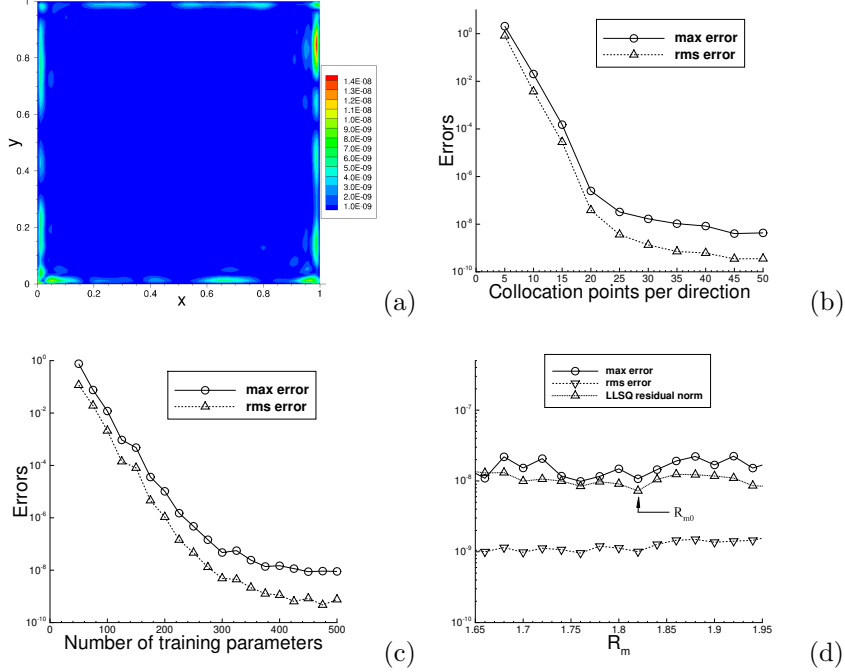 1
0.8
0.6
0.4
0.2
0
y
0 0.2 0.4 0.6 0.8 1
x
1.4E-08
1.3E-08
1.2E-08
1.1E-08
1.0E-08
9.0E-09
8.0E-09
7.0E-09
6.0E-09
5.0E-09
4.0E-09
3.0E-09
2.0E-09
1.0E-09
(a)
10^0
10^-2
10^-4
10^-6
10^-8
10^-10
Errors
max error
rms error
0 5 10 15 20 25 30 35 40 45 50
Collocation points per direction
(b)
10^0
10^-2
10^-4
10^-6
10^-8
10^-10
Errors
max error
rms error
0 100 200 300 400 500
Number of training parameters
(c)
10^-7
10^-8
10^-9
10^-10
max error
rms error
LLSQ residual norm
R_m0
1.65 1.7 1.75 1.8 1.85 1.9 1.95
R_m
(d)